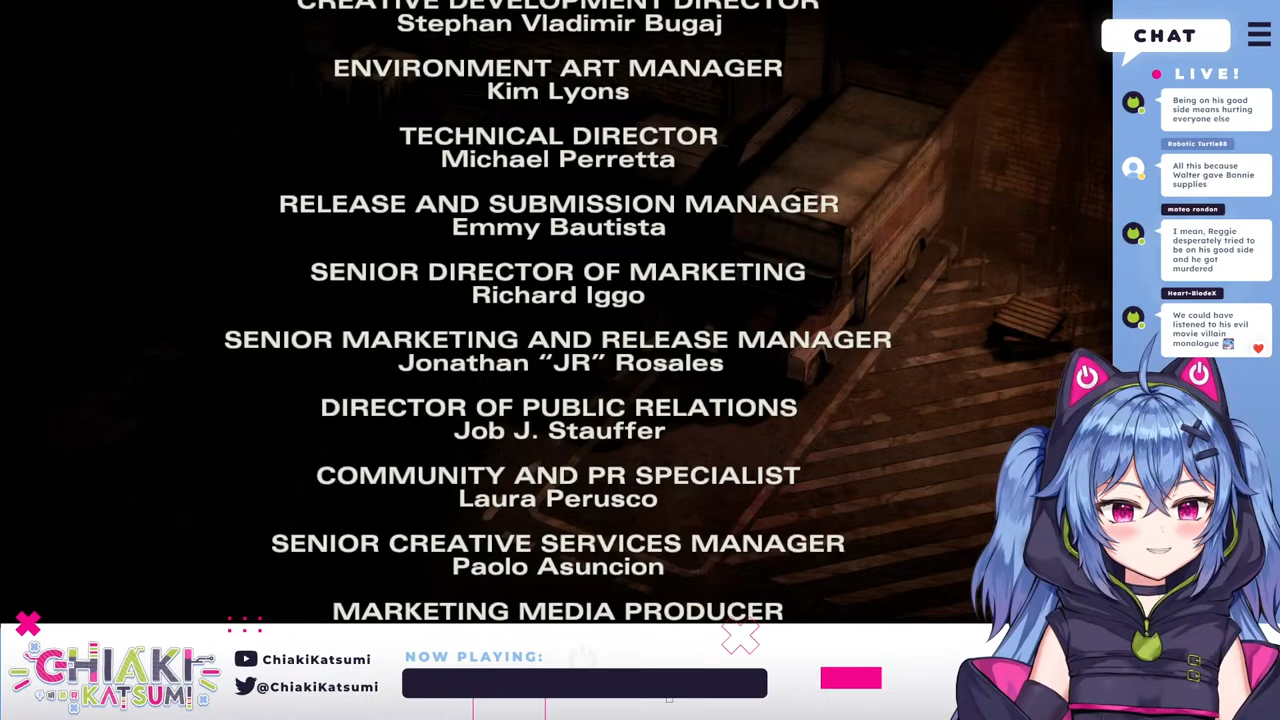 CREATIVE DEVELOPMENT DIRECTOR
Stephan Vladimir Bugaj
ENVIRONMENT ART MANAGER
Kim Lyons
TECHNICAL DIRECTOR
Michael Perretta
RELEASE AND SUBMISSION MANAGER
Emmy Bautista
SENIOR DIRECTOR OF MARKETING
Richard Iggo
SENIOR MARKETING AND RELEASE MANAGER
Jonathan “JR” Rosales
DIRECTOR OF PUBLIC RELATIONS
Job J. Stauffer
COMMUNITY AND PR SPECIALIST
Laura Perusco
SENIOR CREATIVE SERVICES MANAGER
Paolo Asuncion
MARKETING MEDIA PRODUCER
CHAT
LIVE!
Being on his good
side means hurting
everyone else
Robotic Turtle88
All this because
Walter gave Bonnie
supplies
mateo rondon
I mean, Reggie
desperately tried to
be on his good side
and he got
murdered
Heart-BladeX
We could have
listened to his evil
movie villain
monologue
CHIAKI
KATSUMI
ChiakiKatsumi
@ChiakiKatsumi
NOW PLAYING: